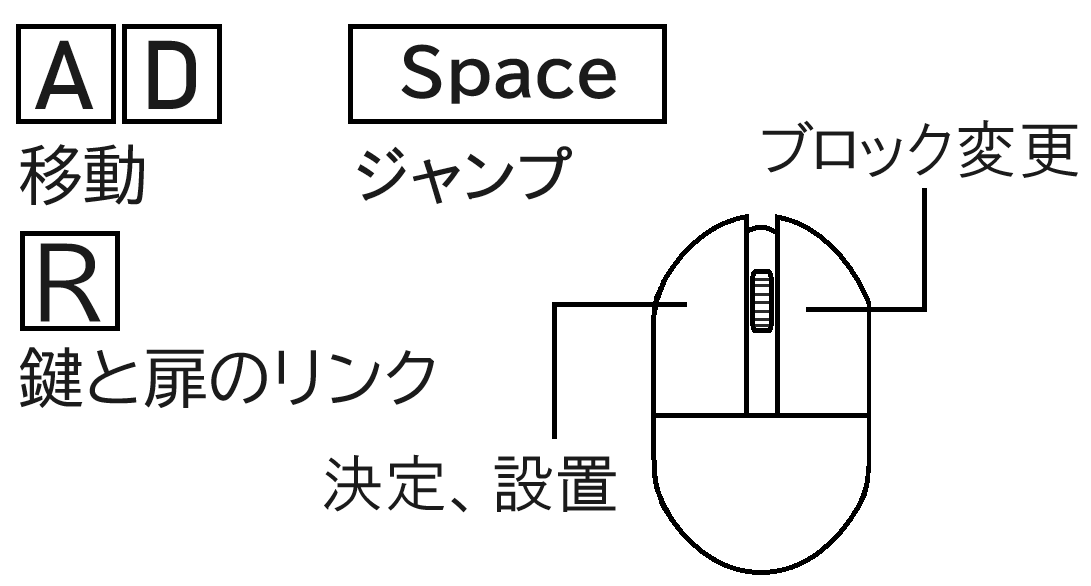 A D
Space
移動
ジャンプ
ブロック変更
R
鍵と扉のリンク
決定、設置